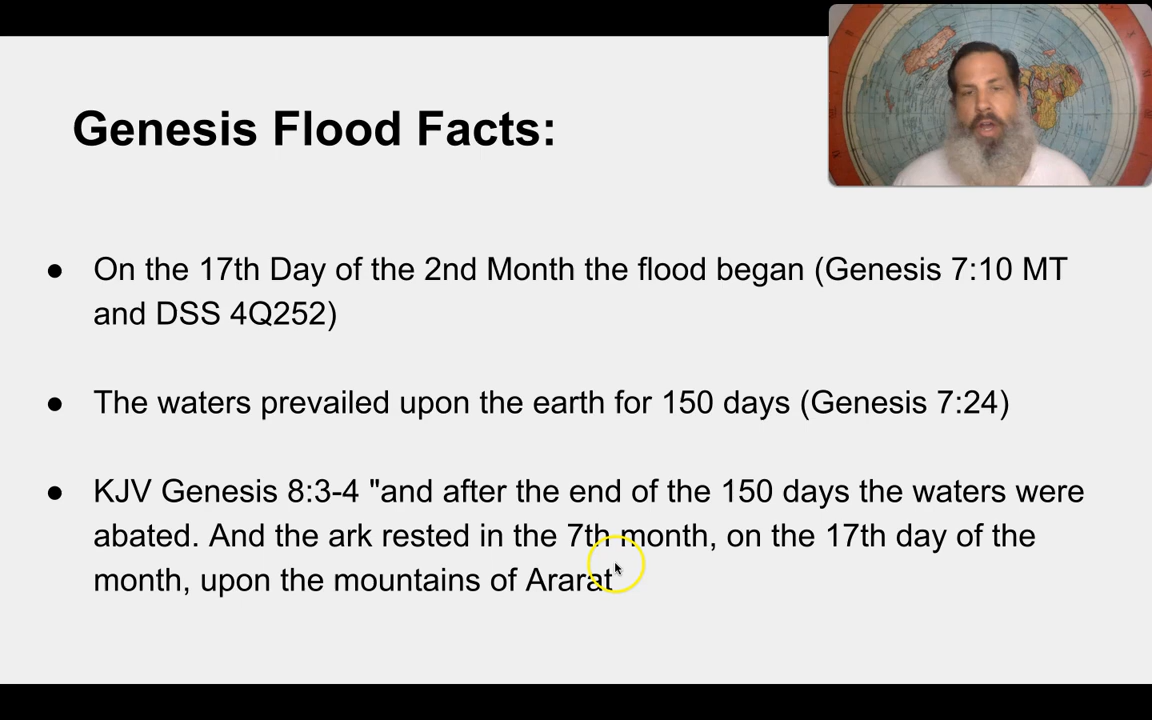 Genesis Flood Facts:
● On the 17th Day of the 2nd Month the flood began (Genesis 7:10 MT
and DSS 4Q252)
● The waters prevailed upon the earth for 150 days (Genesis 7:24)
● KJV Genesis 8:3-4 "and after the end of the 150 days the waters were
abated. And the ark rested in the 7th month, on the 17th day of the
month, upon the mountains of Ararat